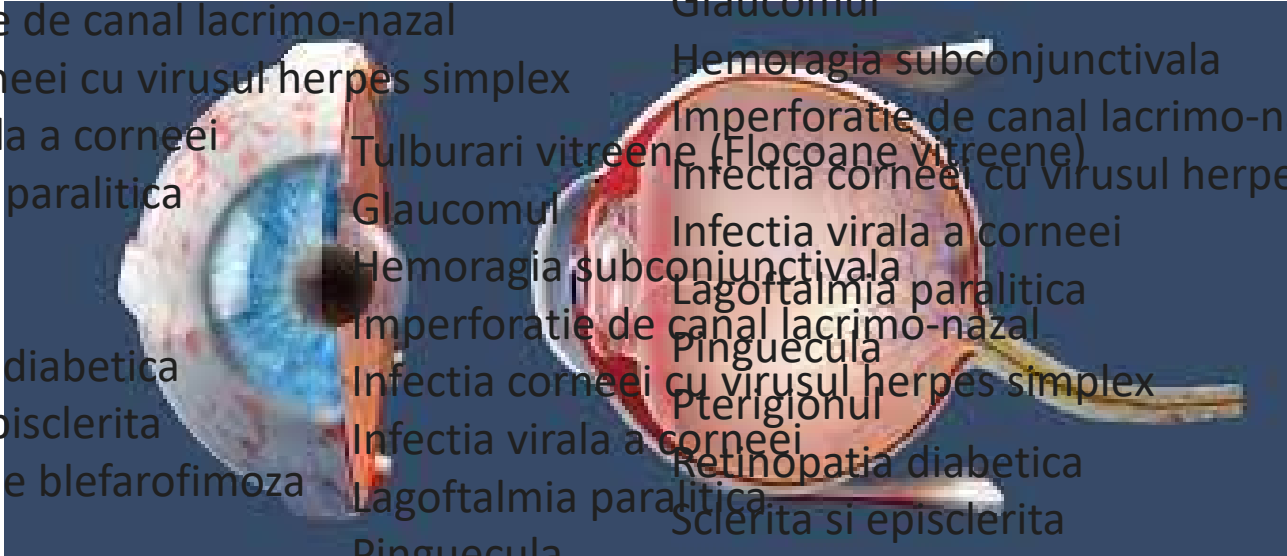 e de canal lacrimo-nazal
neei cu virusul herpes simplex
la a corneei
paralitica
diabetica
pisclerita
e blefarofimoza
Tulburari vitreene (Flocoane vitreene)
Glaucomul
Hemoragia subconjunctivala
Imperforatie de canal lacrimo-nazal
Infectia corneei cu virusul herpes simplex
Infectia virala a corneei
Lagoftalmia paralitica
Pinguecula
Glaucomul
Hemoragia subconjunctivala
Imperforatie de canal lacrimo-n
Infectia corneei cu virusul herpe
Infectia virala a corneei
Lagoftalmia paralitica
Pinguecula
Pterigionul
Retinopatia diabetica
Sclerita si episclerita